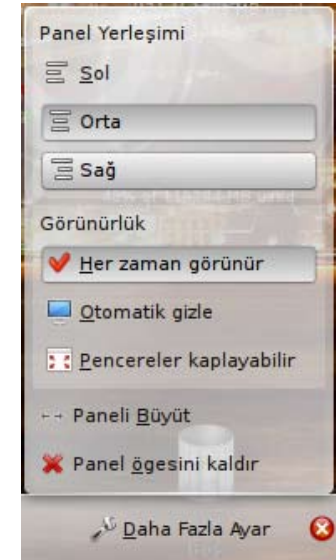 Panel Yerleşimi
Sol
Orta
Sağ
Görünürlük
Her zaman görünür
Otomatik gizle
Pencereler kaplayabilir
Paneli Büyüt
Panel ögesini kaldır
Daha Fazla Ayar